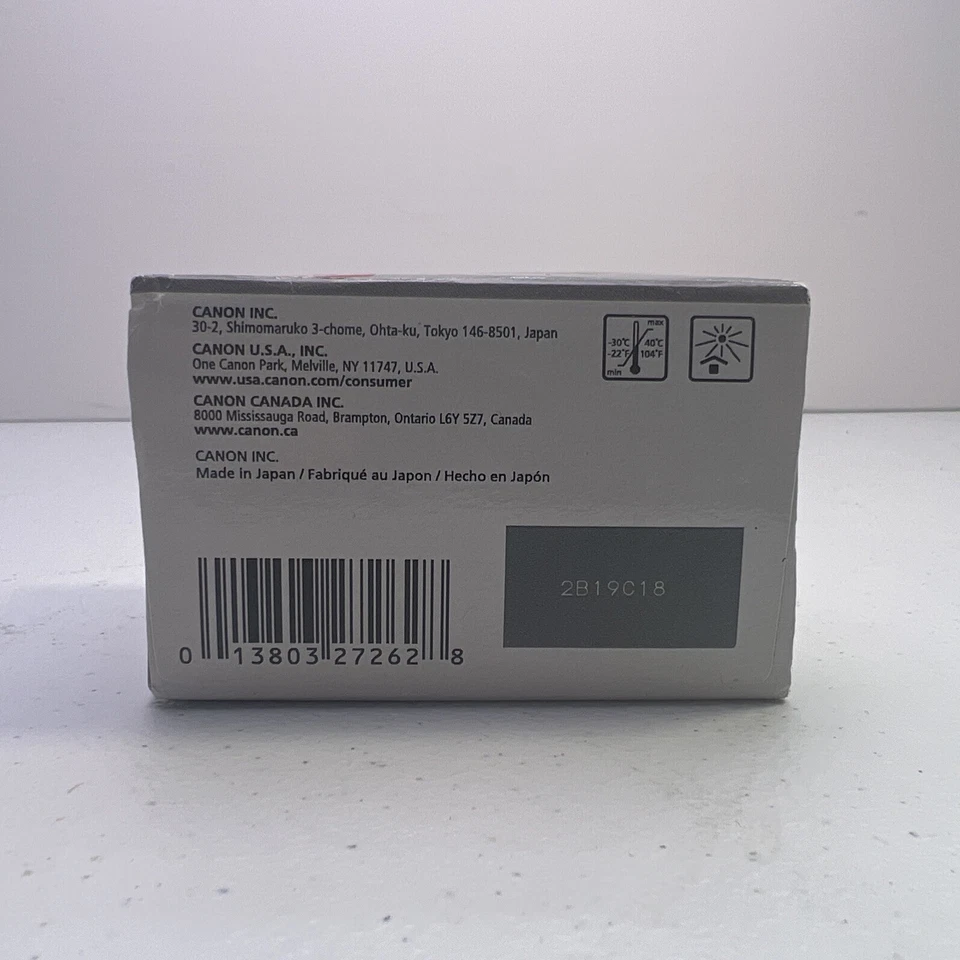 CANON INC.
30-2, Shimomaruko 3-chome, Ohta-ku, Tokyo 146-8501, Japan
CANON U.S.A., INC.
One Canon Park, Melville, NY 11747, U.S.A.
www.usa.canon.com/consumer
CANON CANADA INC.
8000 Mississauga Road, Brampton, Ontario L6Y 5Z7, Canada
www.canon.ca
CANON INC.
Made in Japan / Fabriqué au Japon / Hecho en Japón
max
-30°C 40°C
-22°F 104°F
min
2B19C18
0 13803 27262 8